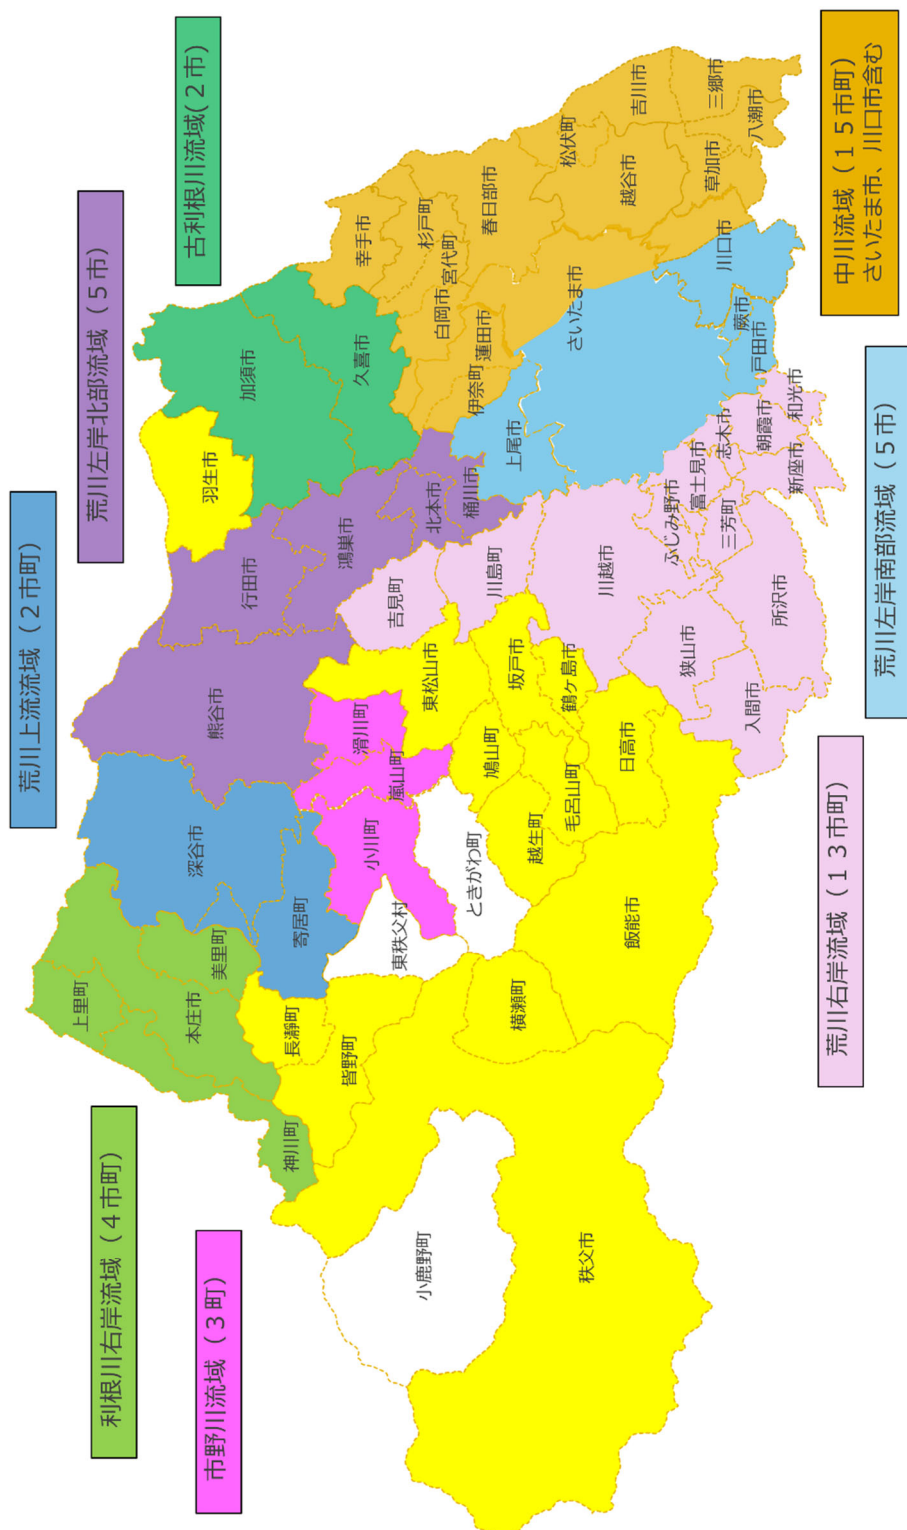 荒川上流流域（２市町）
荒川左岸北部流域（５市）
古利根川流域(２市)
利根川右岸流域（４市町）
市野川流域（３町）
荒川右岸流域（１３市町）
荒川左岸南部流域（５市）
中川流域（１５市町）
さいたま市、川口市含む
上里町
本庄市
美里町
神川町
深谷市
寄居町
熊谷市
行田市
鴻巣市
北本市
桶川市
羽生市
加須市
久喜市
幸手市
杉戸町
宮代町
白岡市
蓮田市
伊奈町
春日部市
松伏町
越谷市
吉川市
三郷市
草加市
八潮市
さいたま市
上尾市
川口市
蕨市
戸田市
長瀞町
皆野町
小鹿野町
秩父市
横瀬町
東秩父村
小川町
嵐山町
滑川町
ときがわ町
東松山市
吉見町
川島町
鳩山町
坂戸市
鶴ヶ島市
越生町
毛呂山町
日高市
飯能市
川越市
狭山市
入間市
所沢市
ふじみ野市
富士見市
三芳町
志木市
朝霞市
新座市
和光市